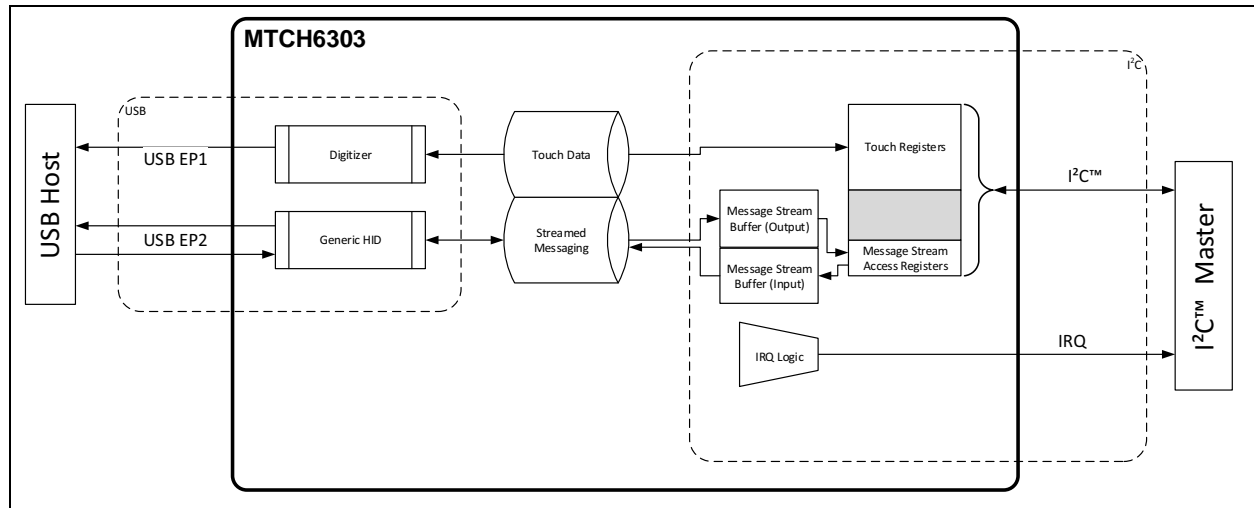 MTCH6303
I²C
USB
USB Host
USB EP1
Digitizer
Touch Data
Touch Registers
I²C™
USB EP2
Generic HID
Streamed
Messaging
Message Stream
Buffer (Output)
Message Stream
Buffer (Input)
Message Stream
Access Registers
IRQ Logic
IRQ
I²C™ Master